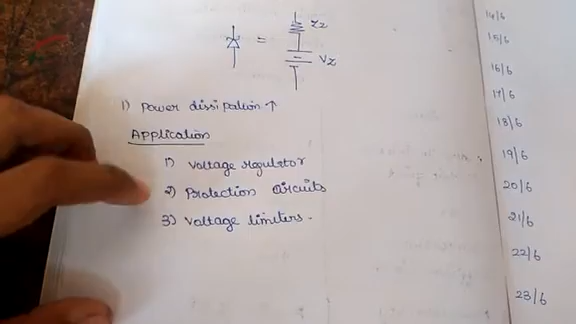 rz
=
Vz
1) Power dissipation ↑
Application
1) Voltage regulator
2) Protection circuits
3) Voltage limiters -
14/6
15/6
16/6
17/6
18/6
19/6
20/6
21/6
22/6
23/6